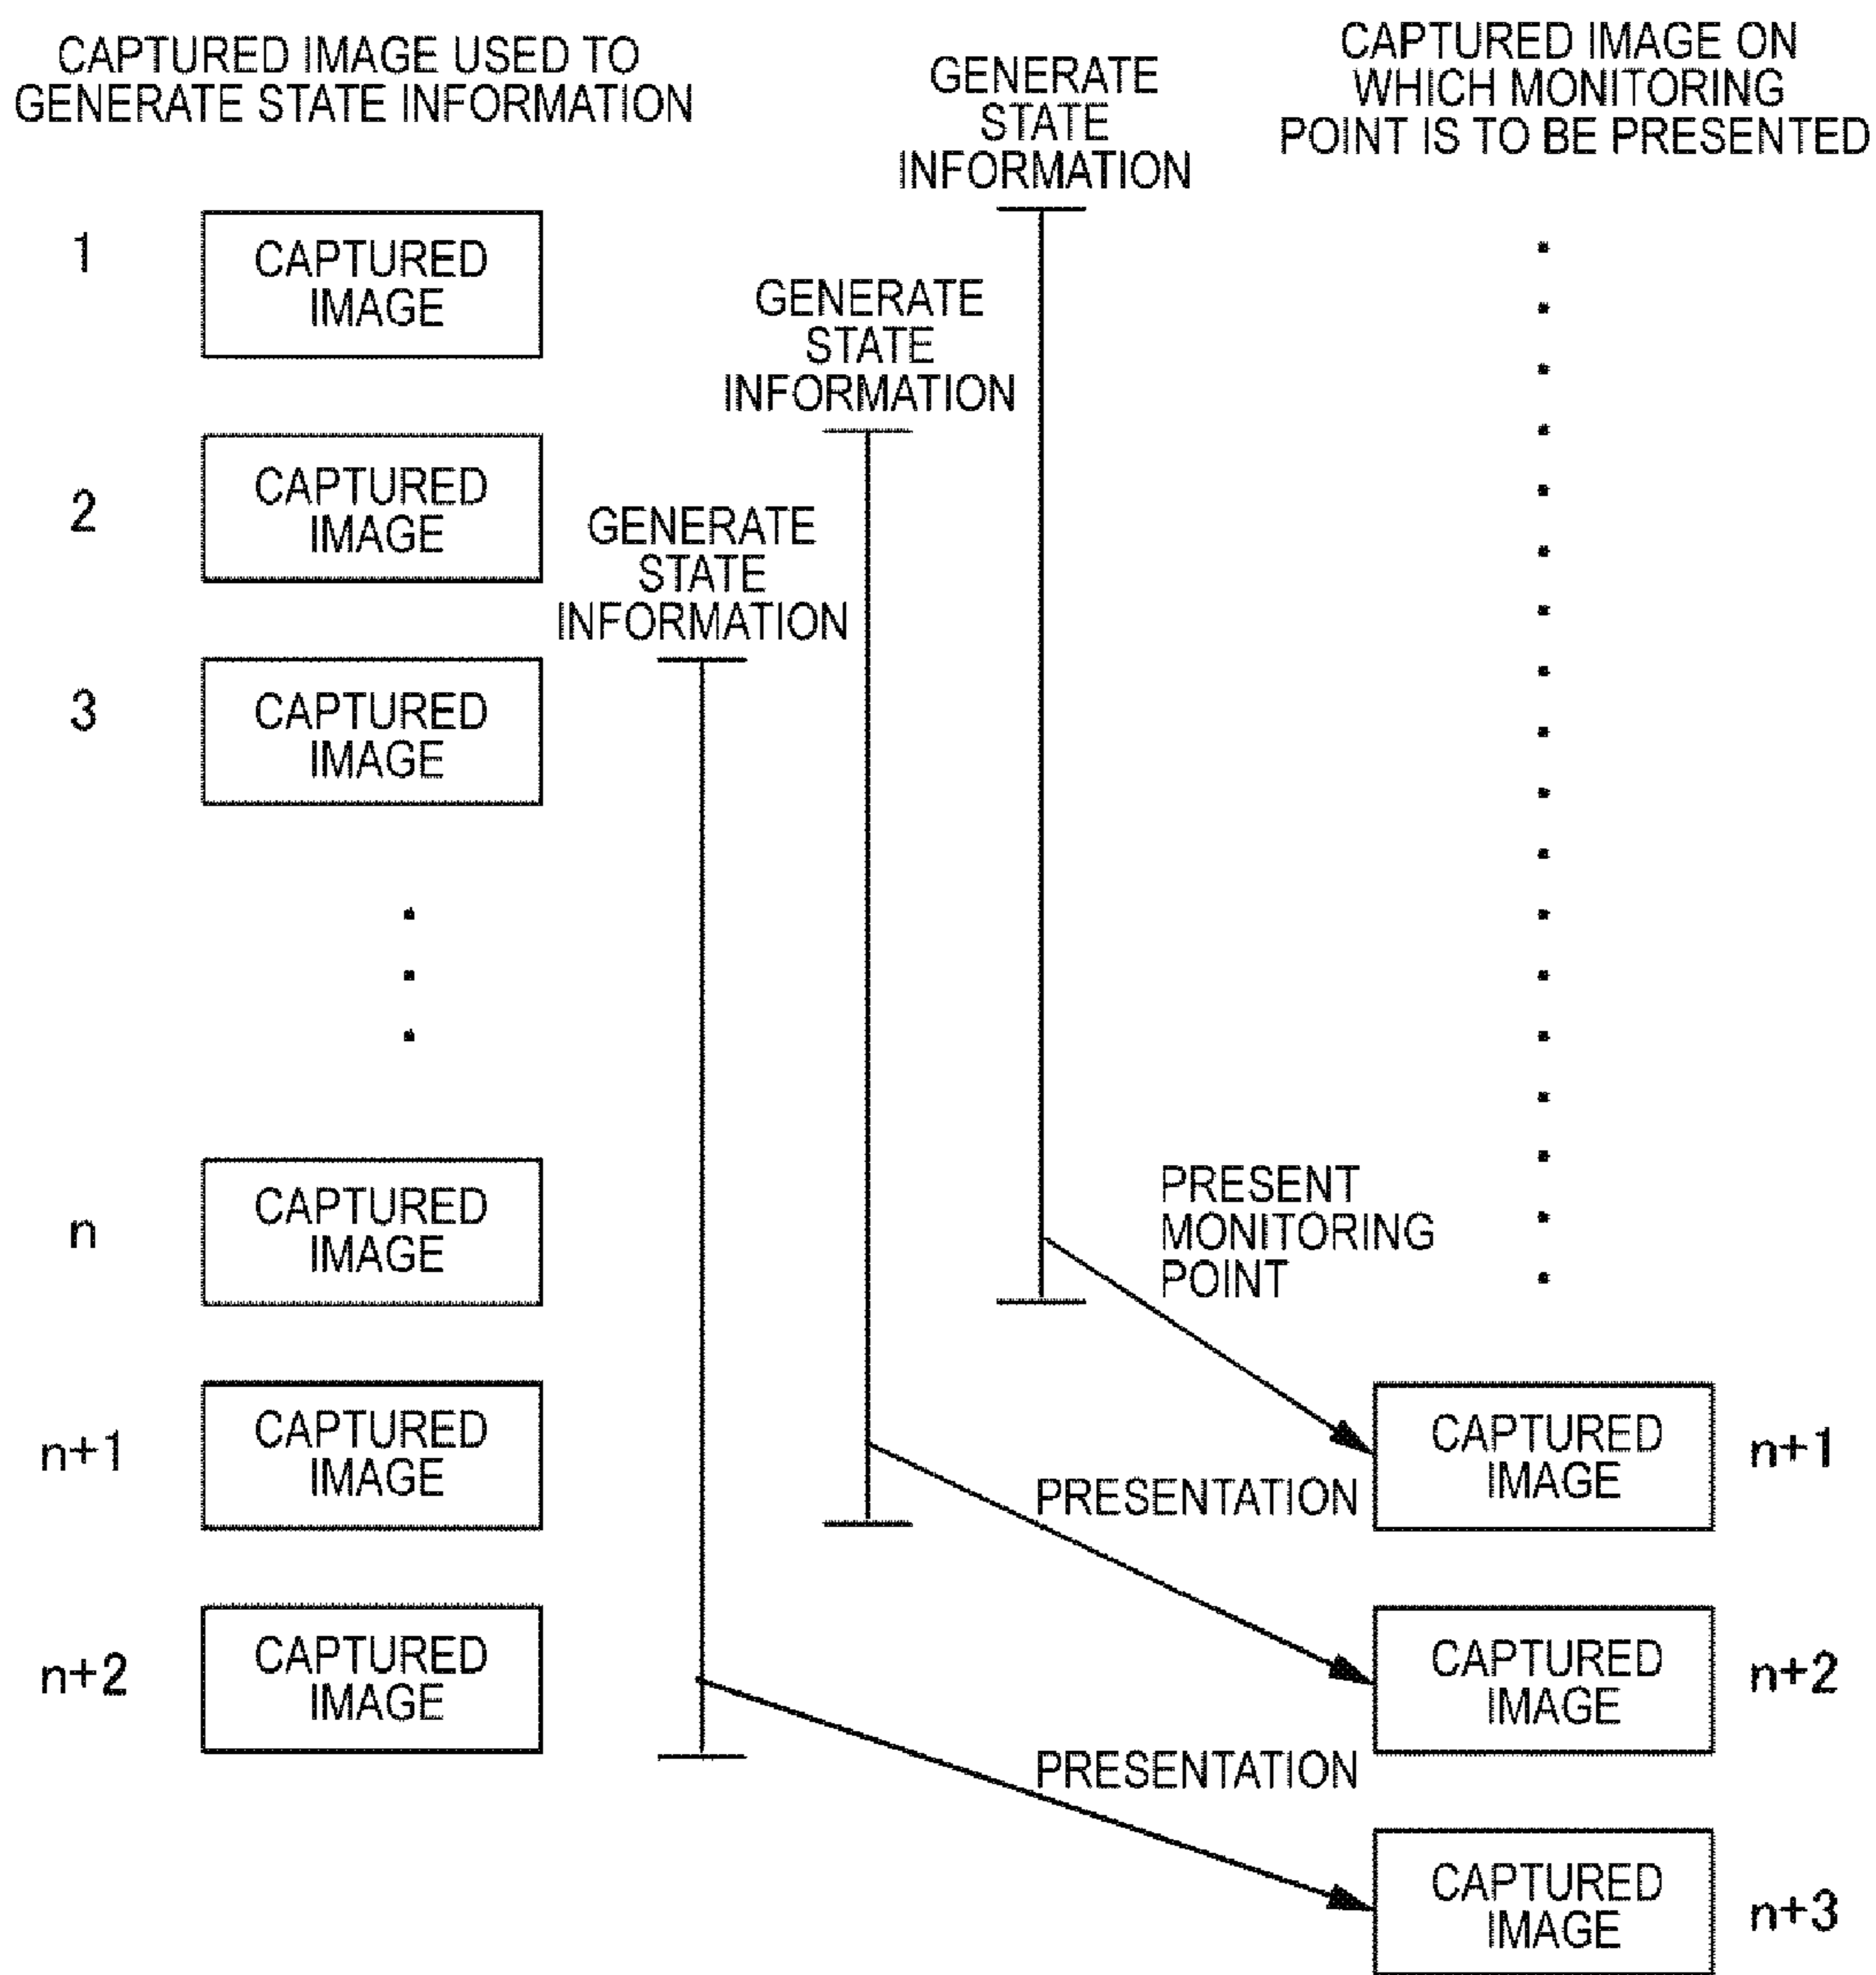 CAPTURED IMAGE USED TO
GENERATE STATE INFORMATION
GENERATE
STATE
INFORMATION
CAPTURED IMAGE ON
WHICH MONITORING
POINT IS TO BE PRESENTED
1
CAPTURED
IMAGE
GENERATE
STATE
INFORMATION
2
CAPTURED
IMAGE
GENERATE
STATE
INFORMATION
3
CAPTURED
IMAGE
n
CAPTURED
IMAGE
PRESENT
MONITORING
POINT
n+1
CAPTURED
IMAGE
PRESENTATION
CAPTURED
IMAGE
n+1
n+2
CAPTURED
IMAGE
PRESENTATION
CAPTURED
IMAGE
n+2
CAPTURED
IMAGE
n+3